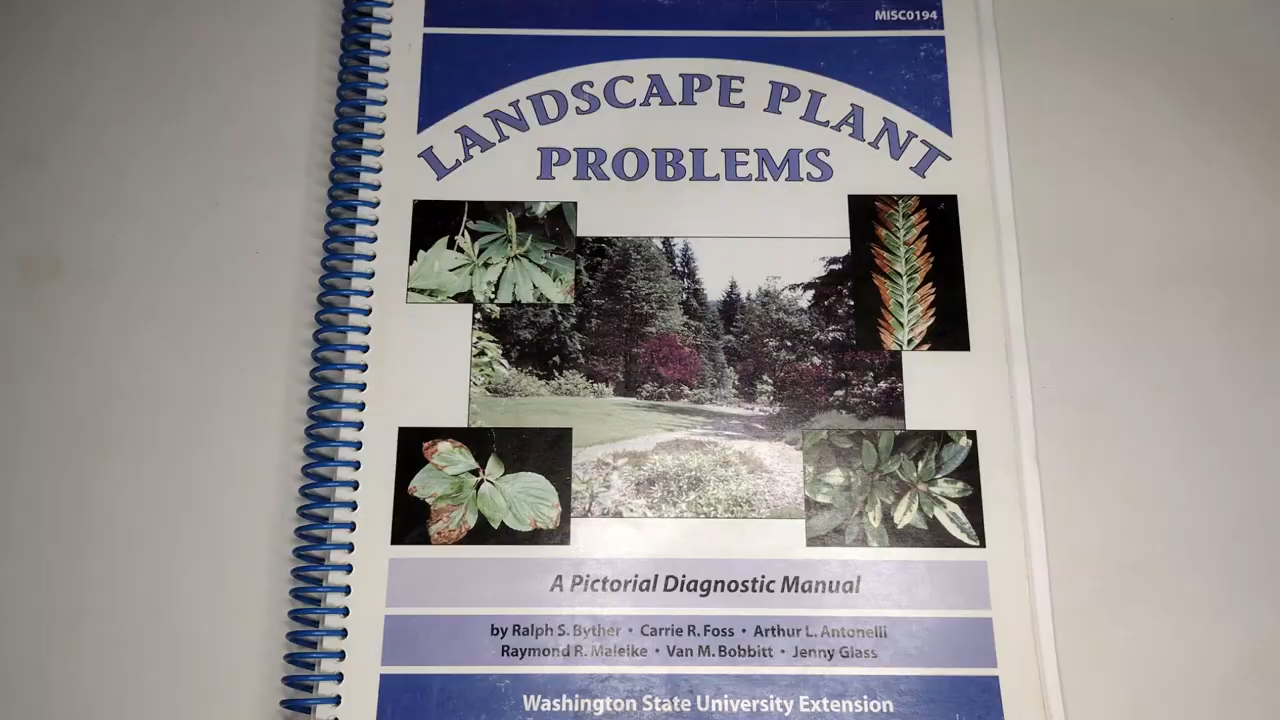 MISC0194
LANDSCAPE PLANT
PROBLEMS
A Pictorial Diagnostic Manual
by Ralph S. Byther • Carrie R. Foss • Arthur L. Antonelli
Raymond R. Maleike • Van M. Bobbitt • Jenny Glass
Washington State University Extension